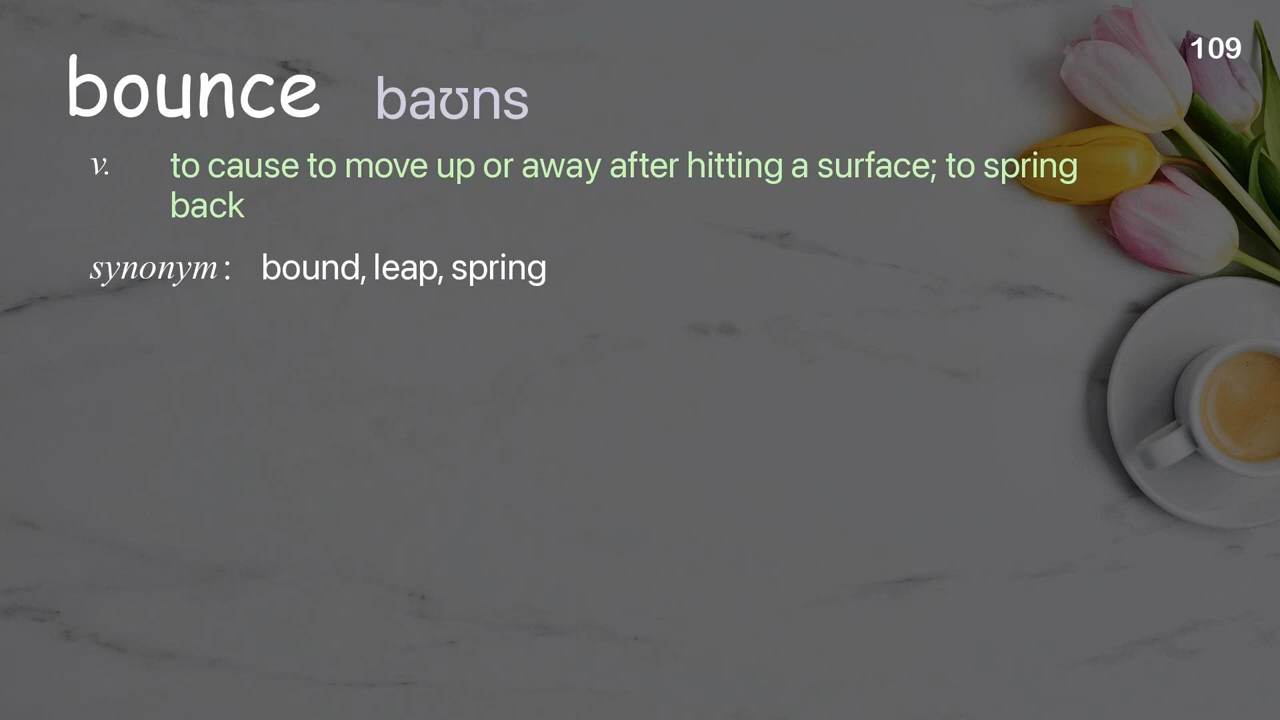 109
bounce baʊns
v. to cause to move up or away after hitting a surface; to spring
back
synonym: bound, leap, spring